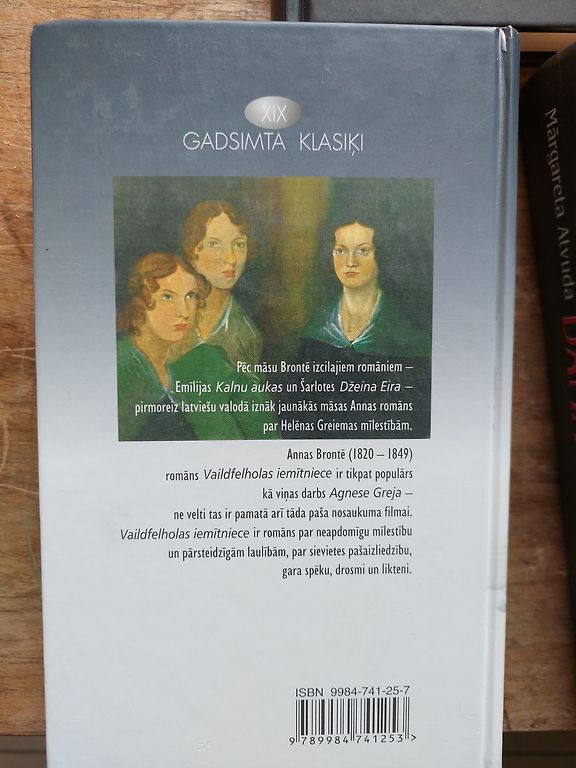 XIX
GADSIMTA KLASIĶI
Pēc māsu Brontē izcilajiem romāniem –
Emīlijas Kalnu aukas un Šarlotes Džeina Eira –
pirmoreiz latviešu valodā iznāk jaunākās māsas Annas romāns
par Helēnas Greiemas mīlestībām.
Annas Brontē (1820 – 1849)
romāns Vaildfelholas iemītniece ir tikpat populārs
kā viņas darbs Agnese Greja –
ne velti tas ir pamatā arī tāda paša nosaukuma filmai.
Vaildfelholas iemītniece ir romāns par neapdomīgu mīlestību
un pārsteidzīgām laulībām, par sievietes pašaizliedzību,
gara spēku, drosmi un likteni.
ISBN 9984-741-25-7
9 789984 741253 >
Mārgareta Atvuda